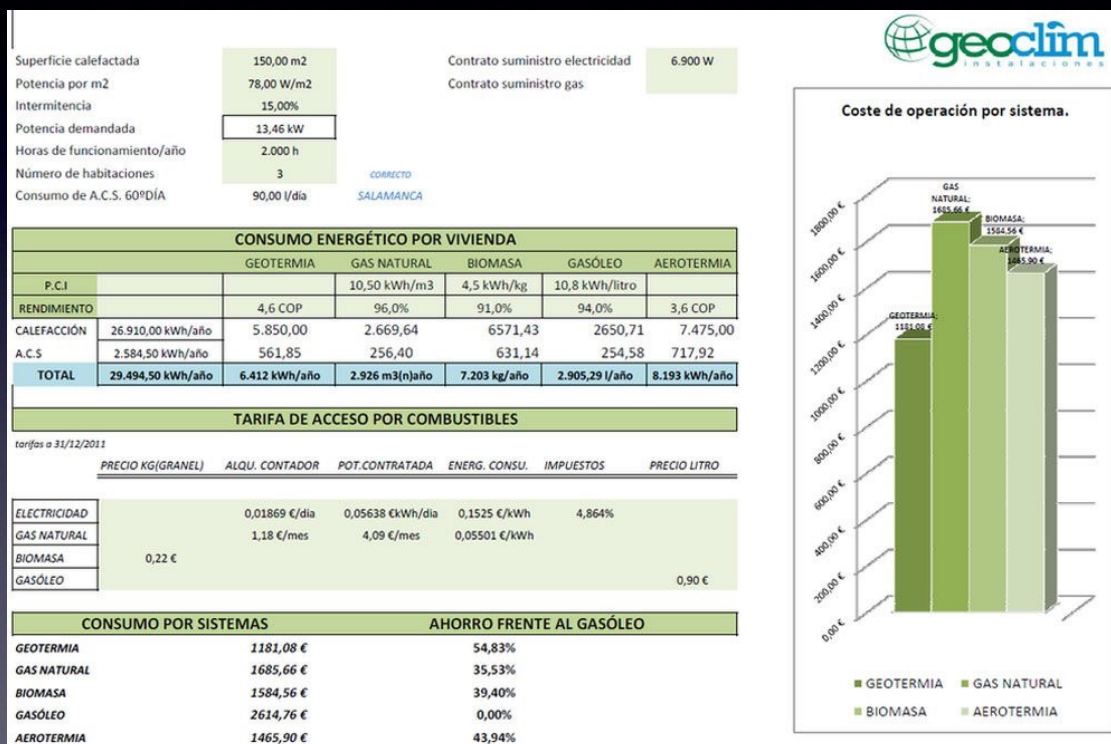 geoclim
instalaciones
Superficie calefactada 150,00 m2 Contrato suministro electricidad 6.900 W
Potencia por m2 78,00 W/m2 Contrato suministro gas
Intermitencia 15,00%
Potencia demandada 13,46 kW
Horas de funcionamiento/año 2.000 h
Número de habitaciones 3 CORRECTO
Consumo de A.C.S. 60ºDÍA 90,00 l/día SALAMANCA
CONSUMO ENERGÉTICO POR VIVIENDA
GEOTERMIA GAS NATURAL BIOMASA GASÓLEO AEROTERMIA
P.C.I 10,50 kWh/m3 4,5 kWh/kg 10,8 kWh/litro
RENDIMIENTO 4,6 COP 96,0% 91,0% 94,0% 3,6 COP
CALEFACCIÓN 26.910,00 kWh/año 5.850,00 2.669,64 6571,43 2650,71 7.475,00
A.C.S 2.584,50 kWh/año 561,85 256,40 631,14 254,58 717,92
TOTAL 29.494,50 kWh/año 6.412 kWh/año 2.926 m3(n)año 7.203 kg/año 2.905,29 l/año 8.193 kWh/año
TARIFA DE ACCESO POR COMBUSTIBLES
tarifas a 31/12/2011
PRECIO KG(GRANEL) ALQU. CONTADOR POT.CONTRATADA ENERG. CONSU. IMPUESTOS PRECIO LITRO
ELECTRICIDAD 0,01869 €/dia 0,05638 €kWh/dia 0,1525 €/kWh 4,864%
GAS NATURAL 1,18 €/mes 4,09 €/mes 0,05501 €/kWh
BIOMASA 0,22 €
GASÓLEO 0,90 €
CONSUMO POR SISTEMAS AHORRO FRENTE AL GASÓLEO
GEOTERMIA 1181,08 € 54,83%
GAS NATURAL 1685,66 € 35,53%
BIOMASA 1584,56 € 39,40%
GASÓLEO 2614,76 € 0,00%
AEROTERMIA 1465,90 € 43,94%
Coste de operación por sistema.
1800,00 €
1600,00 €
1400,00 €
1200,00 €
1000,00 €
800,00 €
600,00 €
400,00 €
200,00 €
0,00 €
GEOTERMIA;
1181,08 €
GAS
NATURAL;
1685,66 €
BIOMASA;
1584,56 €
AEROTERMIA;
1465,90 €
GEOTERMIA GAS NATURAL
BIOMASA AEROTERMIA